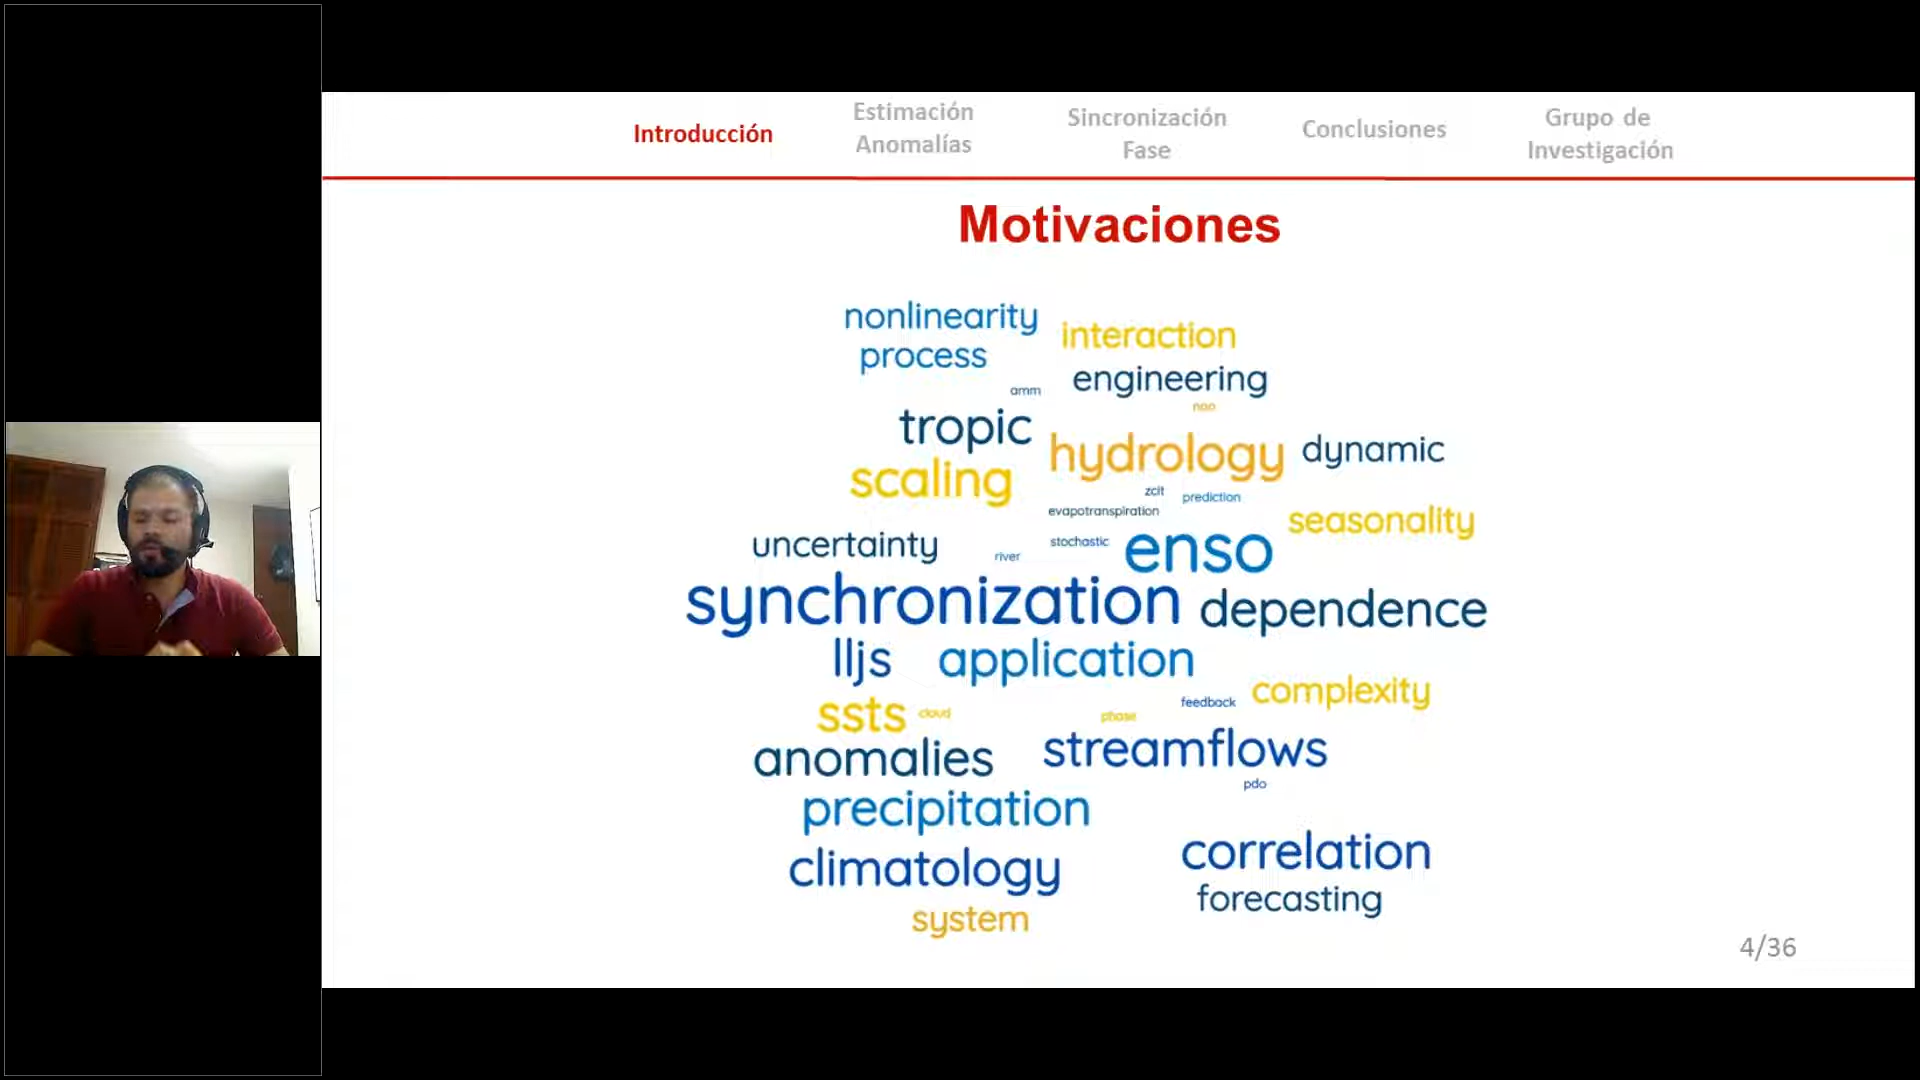 Introducción
Estimación
Anomalías
Sincronización
Fase
Conclusiones
Grupo de
Investigación
Motivaciones
nonlinearity
interaction
process
engineering
amm
nao
tropic
hydrology
dynamic
scaling
zcit
prediction
evapotranspiration
seasonality
uncertainty
river
stochastic
enso
synchronization
dependence
lljs
application
complexity
feedback
ssts
cloud
phase
anomalies
streamflows
pdo
precipitation
climatology
correlation
forecasting
system
4/36